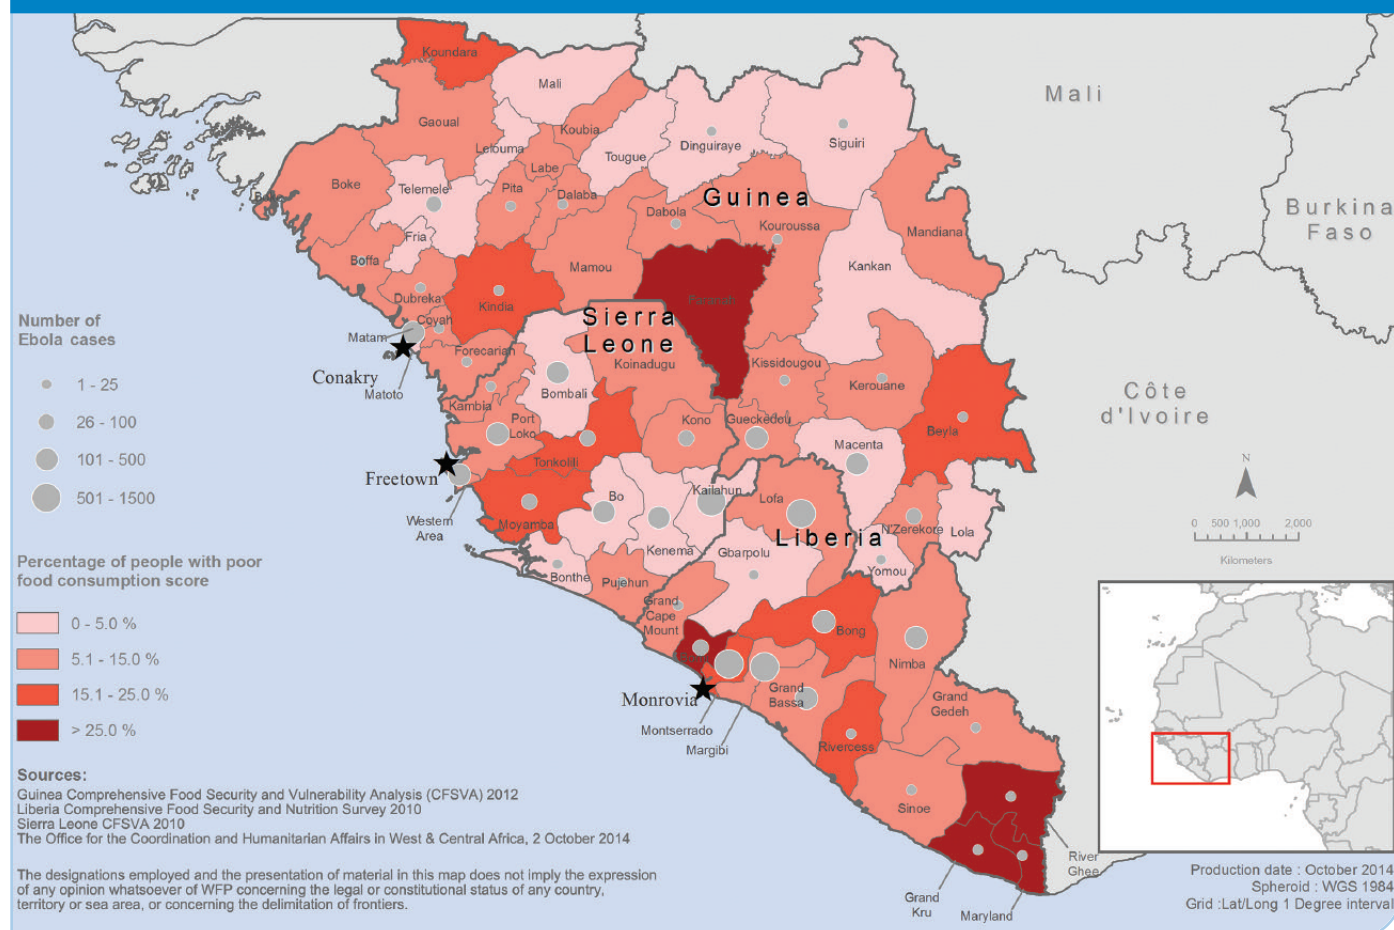 Koundara
Mali
Mali
Gaoual
Koubia
Lelouma
Tougue
Dinguiraye
Siguiri
Labe
Boke
Telemele
Pita
Dalaba
Guinea
Burkina
Faso
Dabola
Kouroussa
Mandiana
Fria
Boffa
Mamou
Kankan
Dubreka
Kindia
Faranah
Number of
Ebola cases
Coyah
Sierra
Leone
Matam
Forecariah
Koinadugu
Kissidougou
Conakry
Matoto
Kerouane
Côte
d'Ivoire
1 - 25
26 - 100
101 - 500
501 - 1500
Bombali
Kambia
Port
Loko
Kono
Gueckedou
Beyla
Macenta
Tonkolili
Freetown
N
Western
Area
Moyamba
Bo
Kailahun
Lofa
Liberia
N'Zerekore
Lola
0 500 1,000 2,000
Kilometers
Kenema
Gbarpolu
Yomou
Bonthe
Pujehun
Percentage of people with poor
food consumption score
Grand
Cape
Mount
0 - 5.0 %
5.1 - 15.0 %
15.1 - 25.0 %
> 25.0 %
Bong
Nimba
Monrovia
Grand
Bassa
Grand
Gedeh
Montserrado
Margibi
Rivercess
Sinoe
River
Ghee
Grand
Kru
Maryland
Sources:
Guinea Comprehensive Food Security and Vulnerability Analysis (CFSVA) 2012
Liberia Comprehensive Food Security and Nutrition Survey 2010
Sierra Leone CFSVA 2010
The Office for the Coordination and Humanitarian Affairs in West & Central Africa, 2 October 2014
The designations employed and the presentation of material in this map does not imply the expression
of any opinion whatsoever of WFP concerning the legal or constitutional status of any country,
territory or sea area, or concerning the delimitation of frontiers.
Production date : October 2014
Spheroid : WGS 1984
Grid :Lat/Long 1 Degree interval